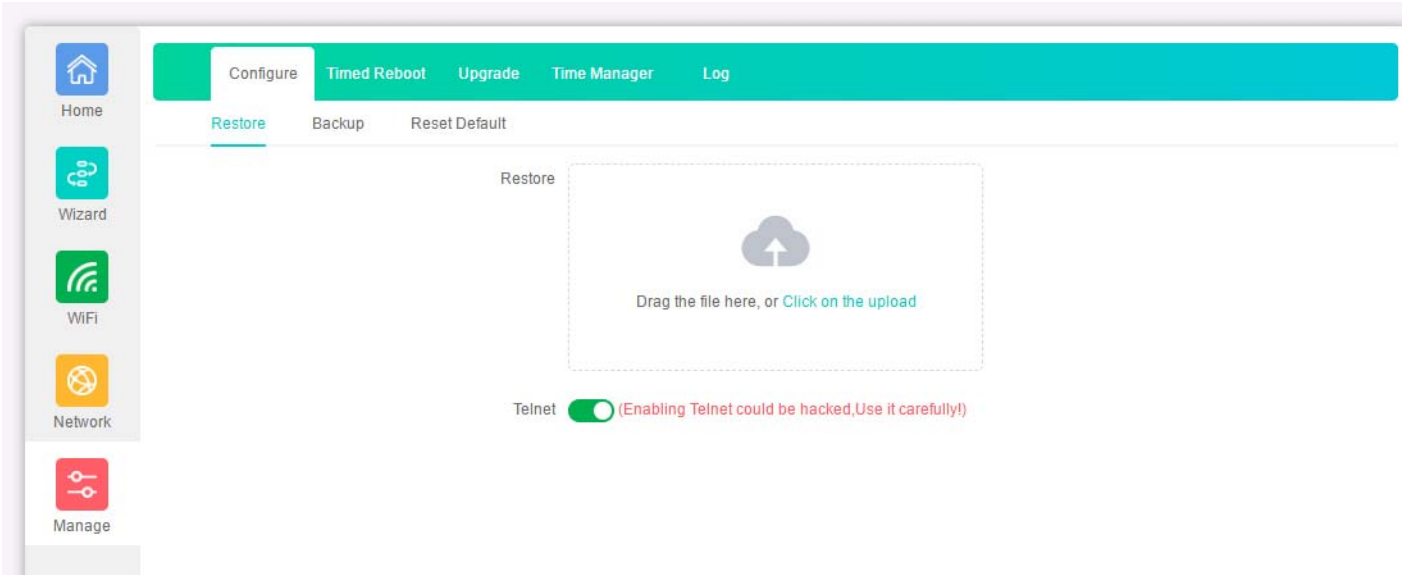 Configure Timed Reboot Upgrade Time Manager Log
Home
Restore Backup Reset Default
Restore
Wizard
Drag the file here, or Click on the upload
WiFi
Telnet (Enabling Telnet could be hacked,Use it carefully!)
Network
Manage